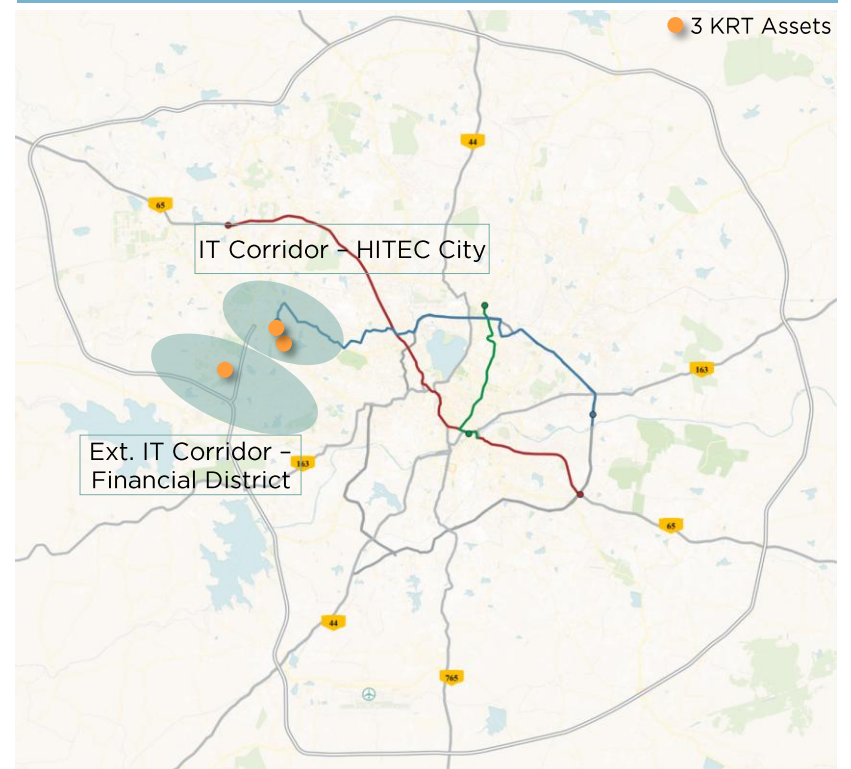 3 KRT Assets
44
65
IT Corridor – HITEC City
163
Ext. IT Corridor –
Financial District
163
65
44
765